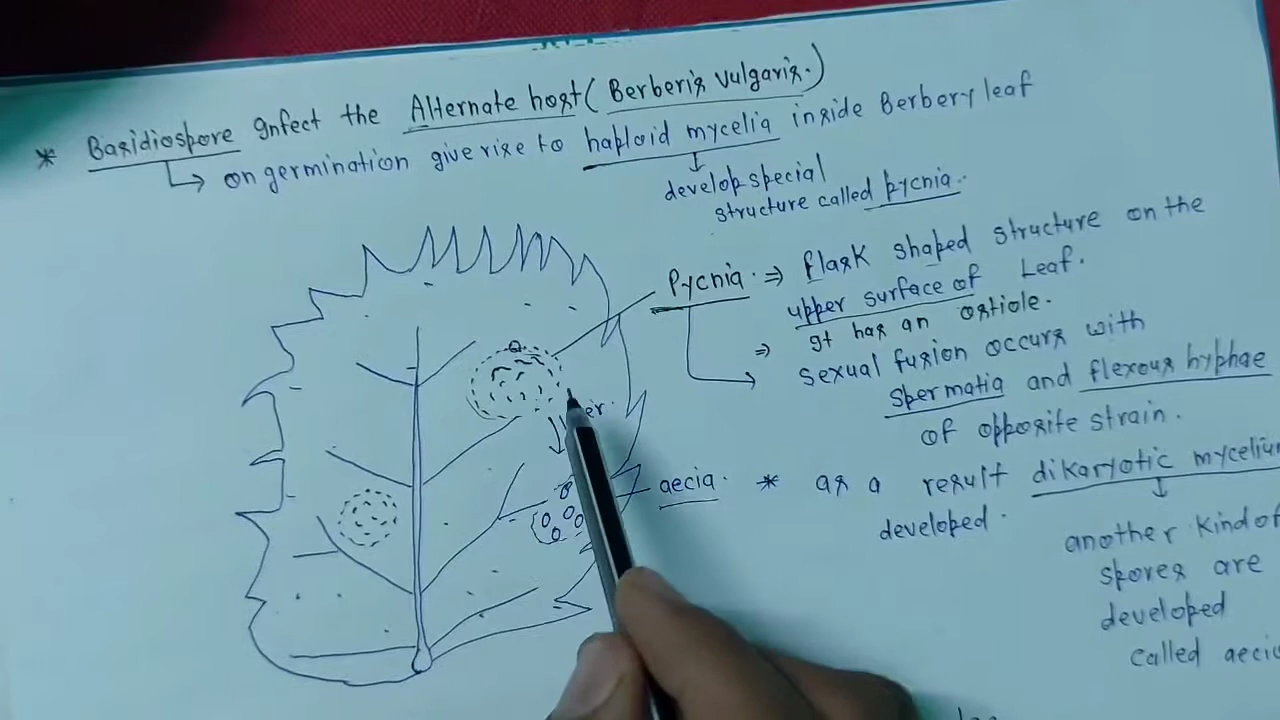 * Basidiospore Infect the Alternate host (Berberis vulgaris.)
↳ on germination give rise to haploid mycelia inside Berbery leaf
↓
develop special
structure called pycnia.
Pycnia ⇒ flask shaped structure on the
upper surface of Leaf.
⇒ It has an ostiole.
sexual fusion occurs with
spermatia and flexous hyphae
of opposite strain.
aecia. * as a result dikaryotic mycelium
developed.
↓
another kind of
spores are
developed
called aecio